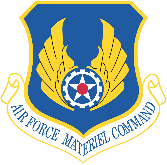 AIR FORCE MATERIEL COMMAND